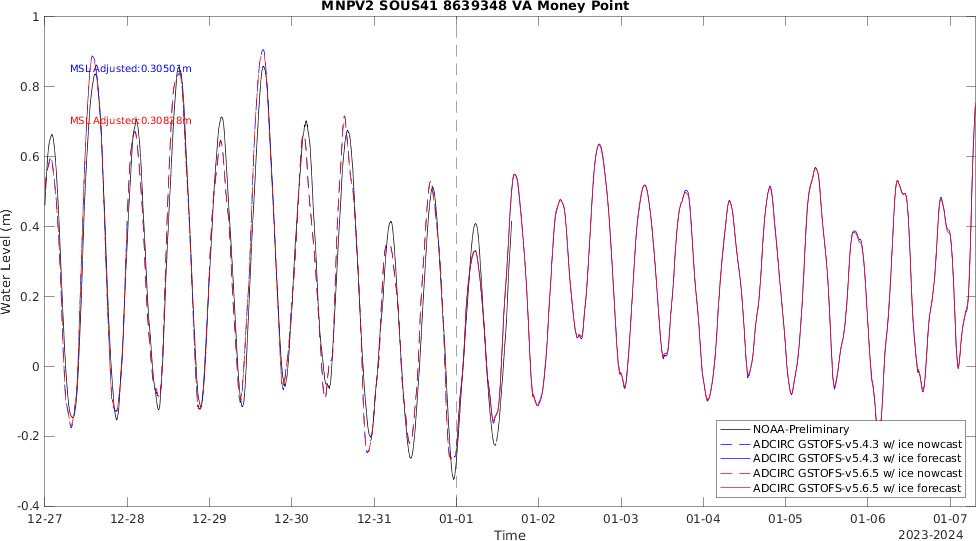 MNPV2 SOUS41 8639348 VA Money Point
1
0.8
0.6
0.4
0.2
0
-0.2
-0.4
Water Level (m)
MSL Adjusted:0.30501m
MSL Adjusted:0.30828m
NOAA-Preliminary
ADCIRC GSTOFS-v5.4.3 w/ ice nowcast
ADCIRC GSTOFS-v5.4.3 w/ ice forecast
ADCIRC GSTOFS-v5.6.5 w/ ice nowcast
ADCIRC GSTOFS-v5.6.5 w/ ice forecast
12-27 12-28 12-29 12-30 12-31 01-01 01-02 01-03 01-04 01-05 01-06 01-07
Time
2023-2024